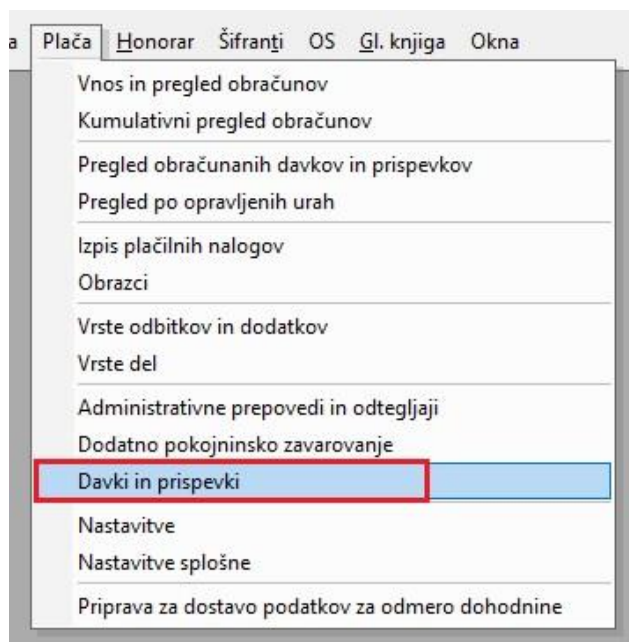 a Plača Honorar Šifranti OS Gl. knjiga Okna
Vnos in pregled obračunov
Kumulativni pregled obračunov
Pregled obračunanih davkov in prispevkov
Pregled po opravljenih urah
Izpis plačilnih nalogov
Obrazci
Vrste odbitkov in dodatkov
Vrste del
Administrativne prepovedi in odtegljaji
Dodatno pokojninsko zavarovanje
Davki in prispevki
Nastavitve
Nastavitve splošne
Priprava za dostavo podatkov za odmero dohodnine